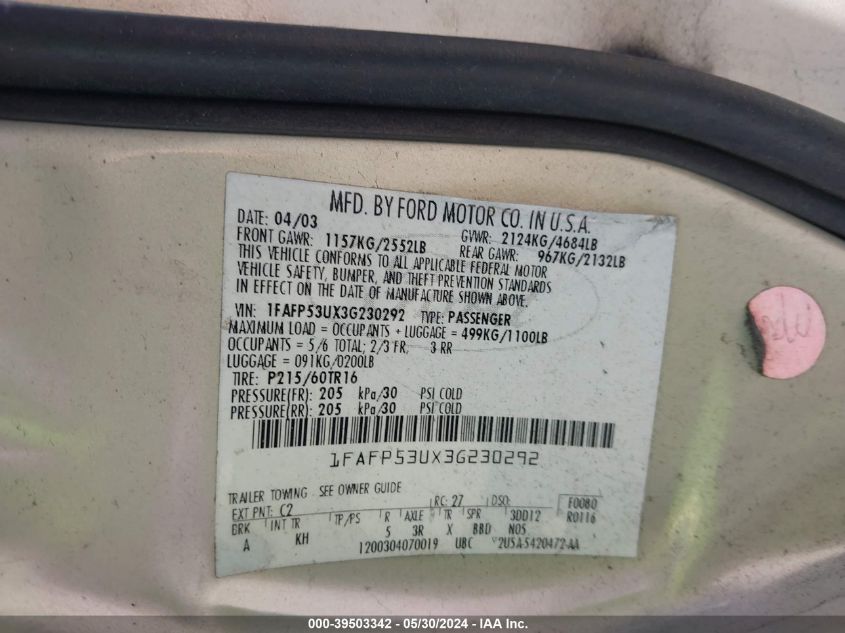 MFD. BY FORD MOTOR CO. IN U.S.A.
DATE: 04/03
FRONT GAWR: 1157KG/2552LB
GVWR: 2124KG/4684LB
REAR GAWR: 967KG/2132LB
THIS VEHICLE CONFORMS TO ALL APPLICABLE FEDERAL MOTOR
VEHICLE SAFETY, BUMPER, AND THEFT PREVENTION STANDARDS
IN EFFECT ON THE DATE OF MANUFACTURE SHOWN ABOVE.
VIN: 1FAFP53UX3G230292 TYPE: PASSENGER
MAXIMUM LOAD = OCCUPANTS + LUGGAGE = 499KG/1100LB
OCCUPANTS = 5/6 TOTAL; 2/3 FR, 3 RR
LUGGAGE = 091KG/0200LB
TIRE: P215/60TR16
PRESSURE(FR): 205 kPa/30 PSI COLD
PRESSURE(RR): 205 kPa/30 PSI COLD
1FAFP53UX3G230292
TRAILER TOWING - SEE OWNER GUIDE
EXT PNT: C2 RC: 27 DSO: F0080
BRK INT TR TP/PS R AXLE TR SPR 3DD12 R0116
A KH 5 3R X BBD NOS
1200304070019 UBC 2U5A-5420472-AA
000-39503342 - 05/30/2024 - IAA Inc.